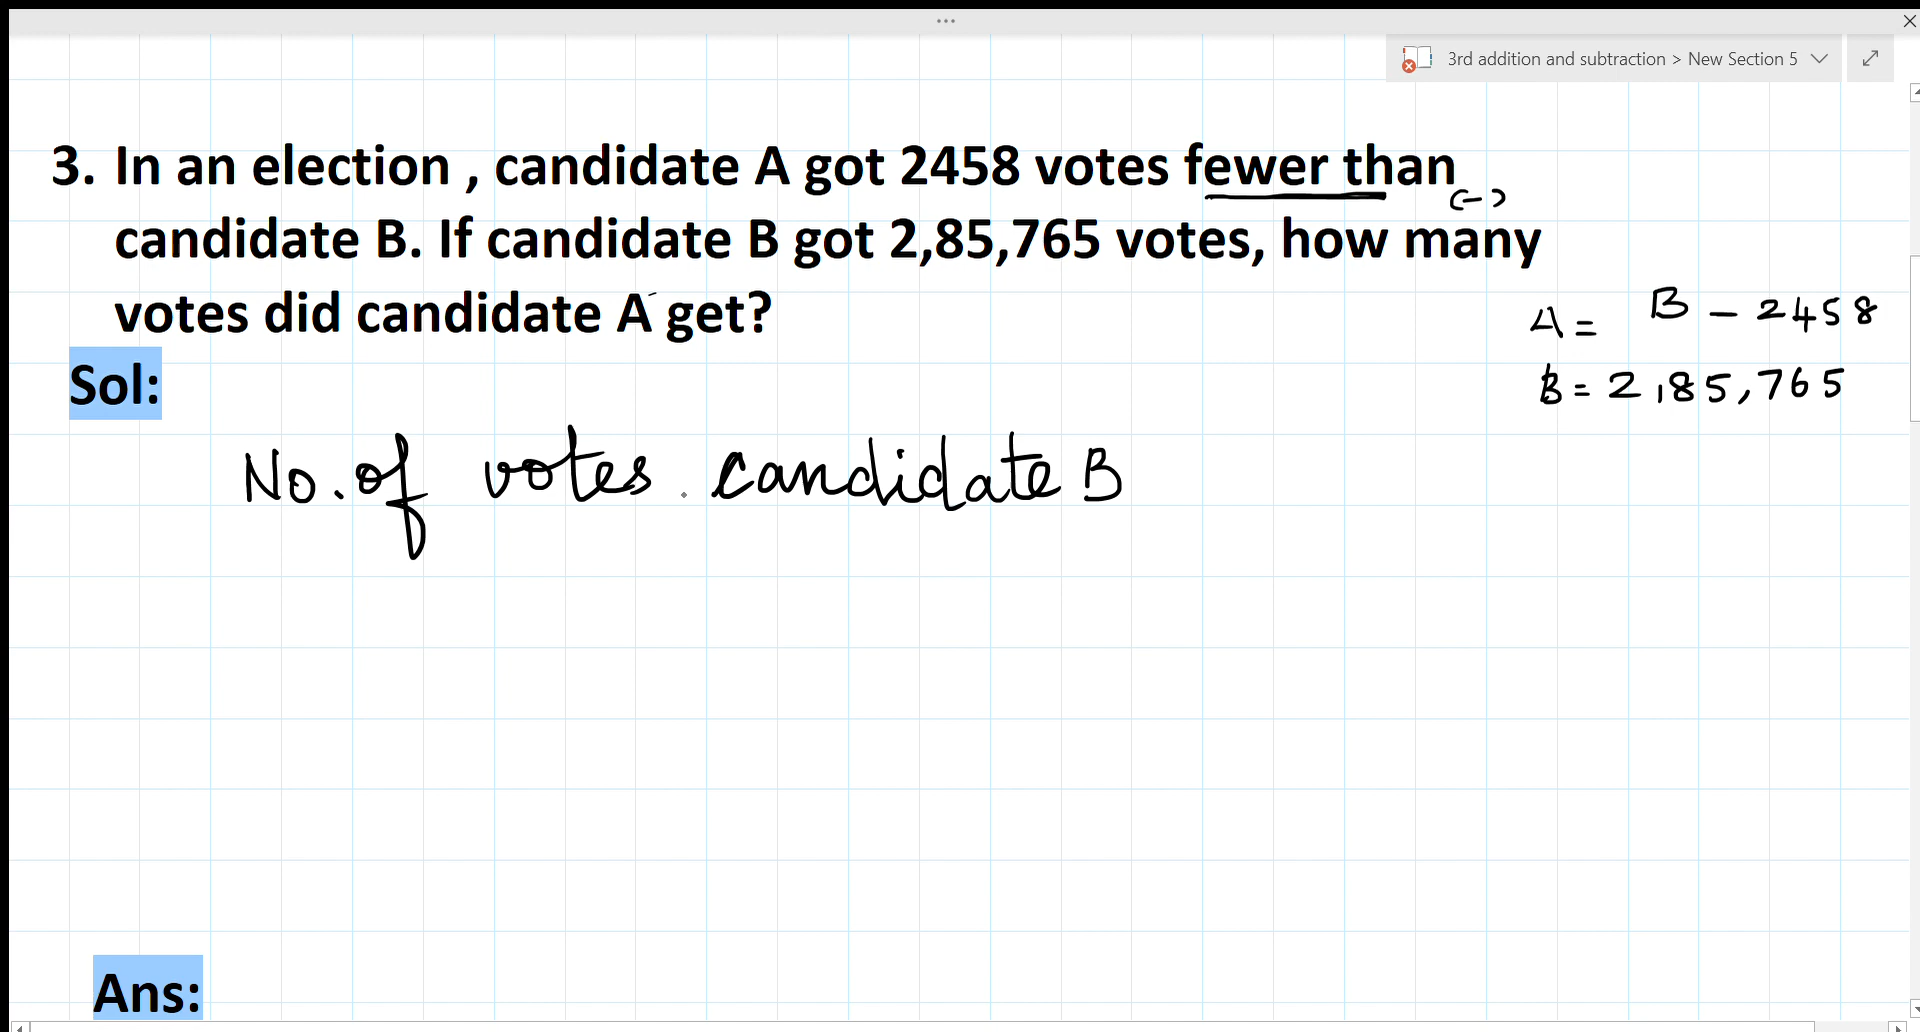 3rd addition and subtraction > New Section 5
3. In an election , candidate A got 2458 votes fewer than
(-)
candidate B. If candidate B got 2,85,765 votes, how many
votes did candidate A get?
A = B - 2458
B = 2,85,765
Sol:
No. of votes candidate B
Ans: